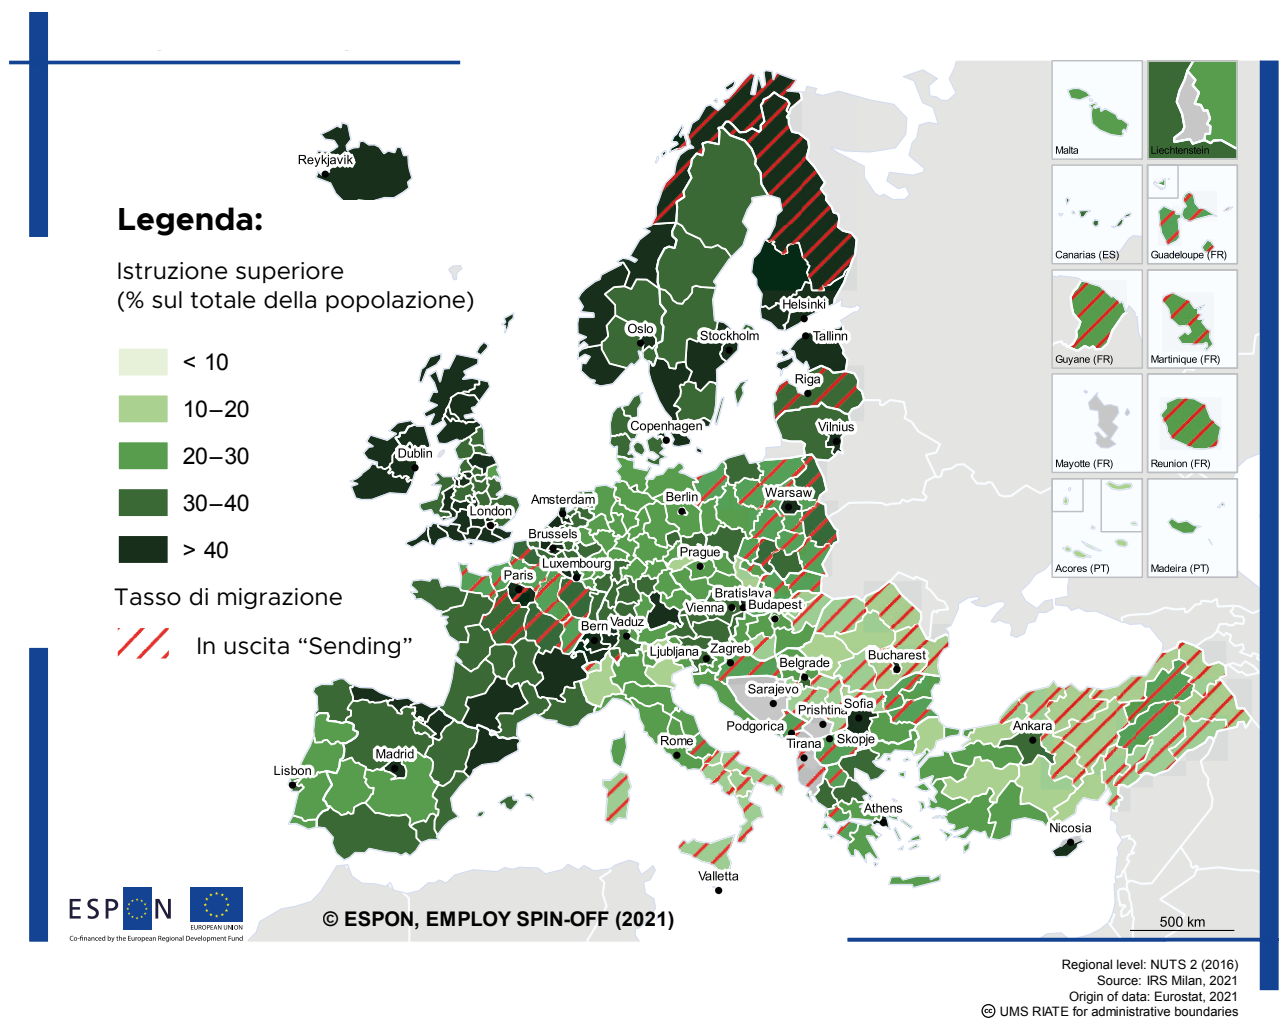 Legenda:
Istruzione superiore
(% sul totale della popolazione)
< 10
10–20
20–30
30–40
> 40
Tasso di migrazione
In uscita “Sending”
Reykjavik
Oslo
Stockholm
Helsinki
Tallinn
Riga
Vilnius
Copenhagen
Dublin
London
Amsterdam
Brussels
Luxembourg
Paris
Berlin
Warsaw
Prague
Bratislava
Vienna
Budapest
Bern
Vaduz
Ljubljana
Zagreb
Belgrade
Bucharest
Sarajevo
Prishtina
Sofia
Podgorica
Skopje
Tirana
Rome
Madrid
Lisbon
Athens
Ankara
Nicosia
Valletta
Malta
Liechtenstein
Canarias (ES)
Guadeloupe (FR)
Guyane (FR)
Martinique (FR)
Mayotte (FR)
Reunion (FR)
Acores (PT)
Madeira (PT)
ESPON
EUROPEAN UNION
Co-financed by the European Regional Development Fund
© ESPON, EMPLOY SPIN-OFF (2021)
500 km
Regional level: NUTS 2 (2016)
Source: IRS Milan, 2021
Origin of data: Eurostat, 2021
cc UMS RIATE for administrative boundaries